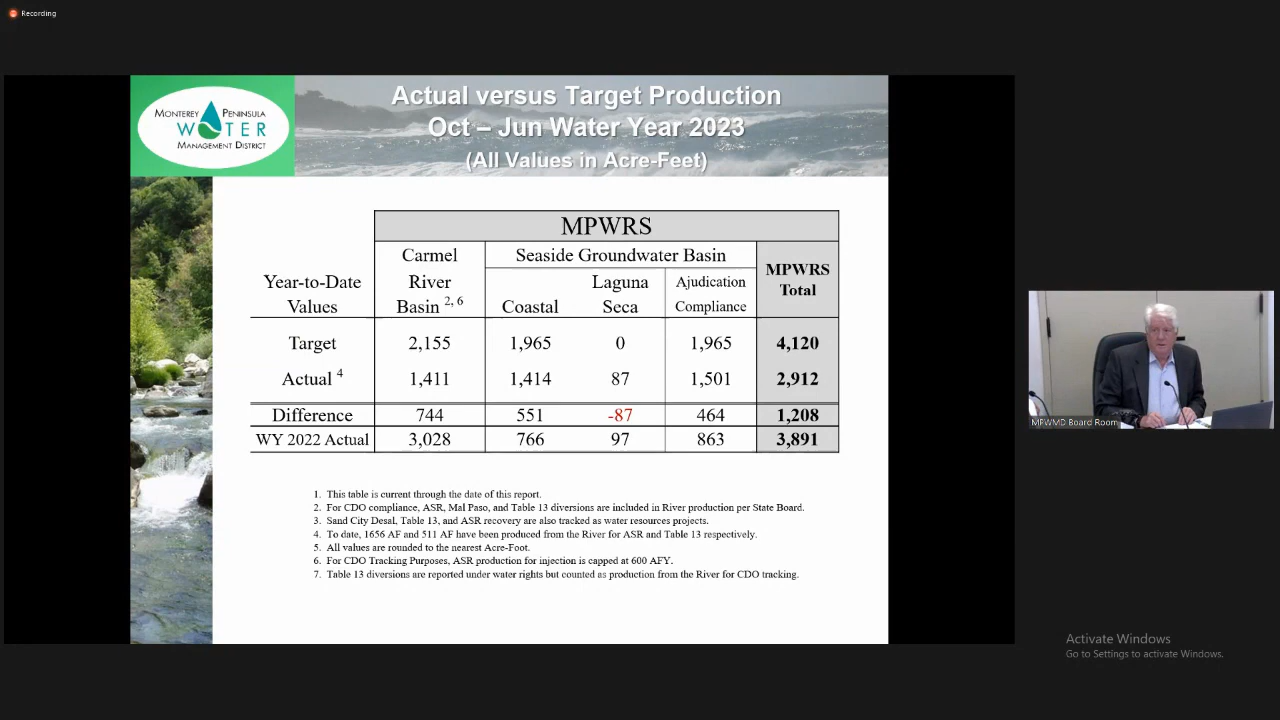 Recording
MONTEREY PENINSULA
WATER
MANAGEMENT DISTRICT
Actual versus Target Production
Oct – Jun Water Year 2023
(All Values in Acre-Feet)
MPWRS
Year-to-Date Values
Carmel River Basin 2, 6
Seaside Groundwater Basin
Coastal
Laguna Seca
Ajudication Compliance
MPWRS Total
Target 2,155 1,965 0 1,965 4,120
Actual 4 1,411 1,414 87 1,501 2,912
Difference 744 551 -87 464 1,208
WY 2022 Actual 3,028 766 97 863 3,891
1. This table is current through the date of this report.
2. For CDO compliance, ASR, Mal Paso, and Table 13 diversions are included in River production per State Board.
3. Sand City Desal, Table 13, and ASR recovery are also tracked as water resources projects.
4. To date, 1656 AF and 511 AF have been produced from the River for ASR and Table 13 respectively.
5. All values are rounded to the nearest Acre-Foot.
6. For CDO Tracking Purposes, ASR production for injection is capped at 600 AFY.
7. Table 13 diversions are reported under water rights but counted as production from the River for CDO tracking.
MPWMD Board Room
Activate Windows
Go to Settings to activate Windows.